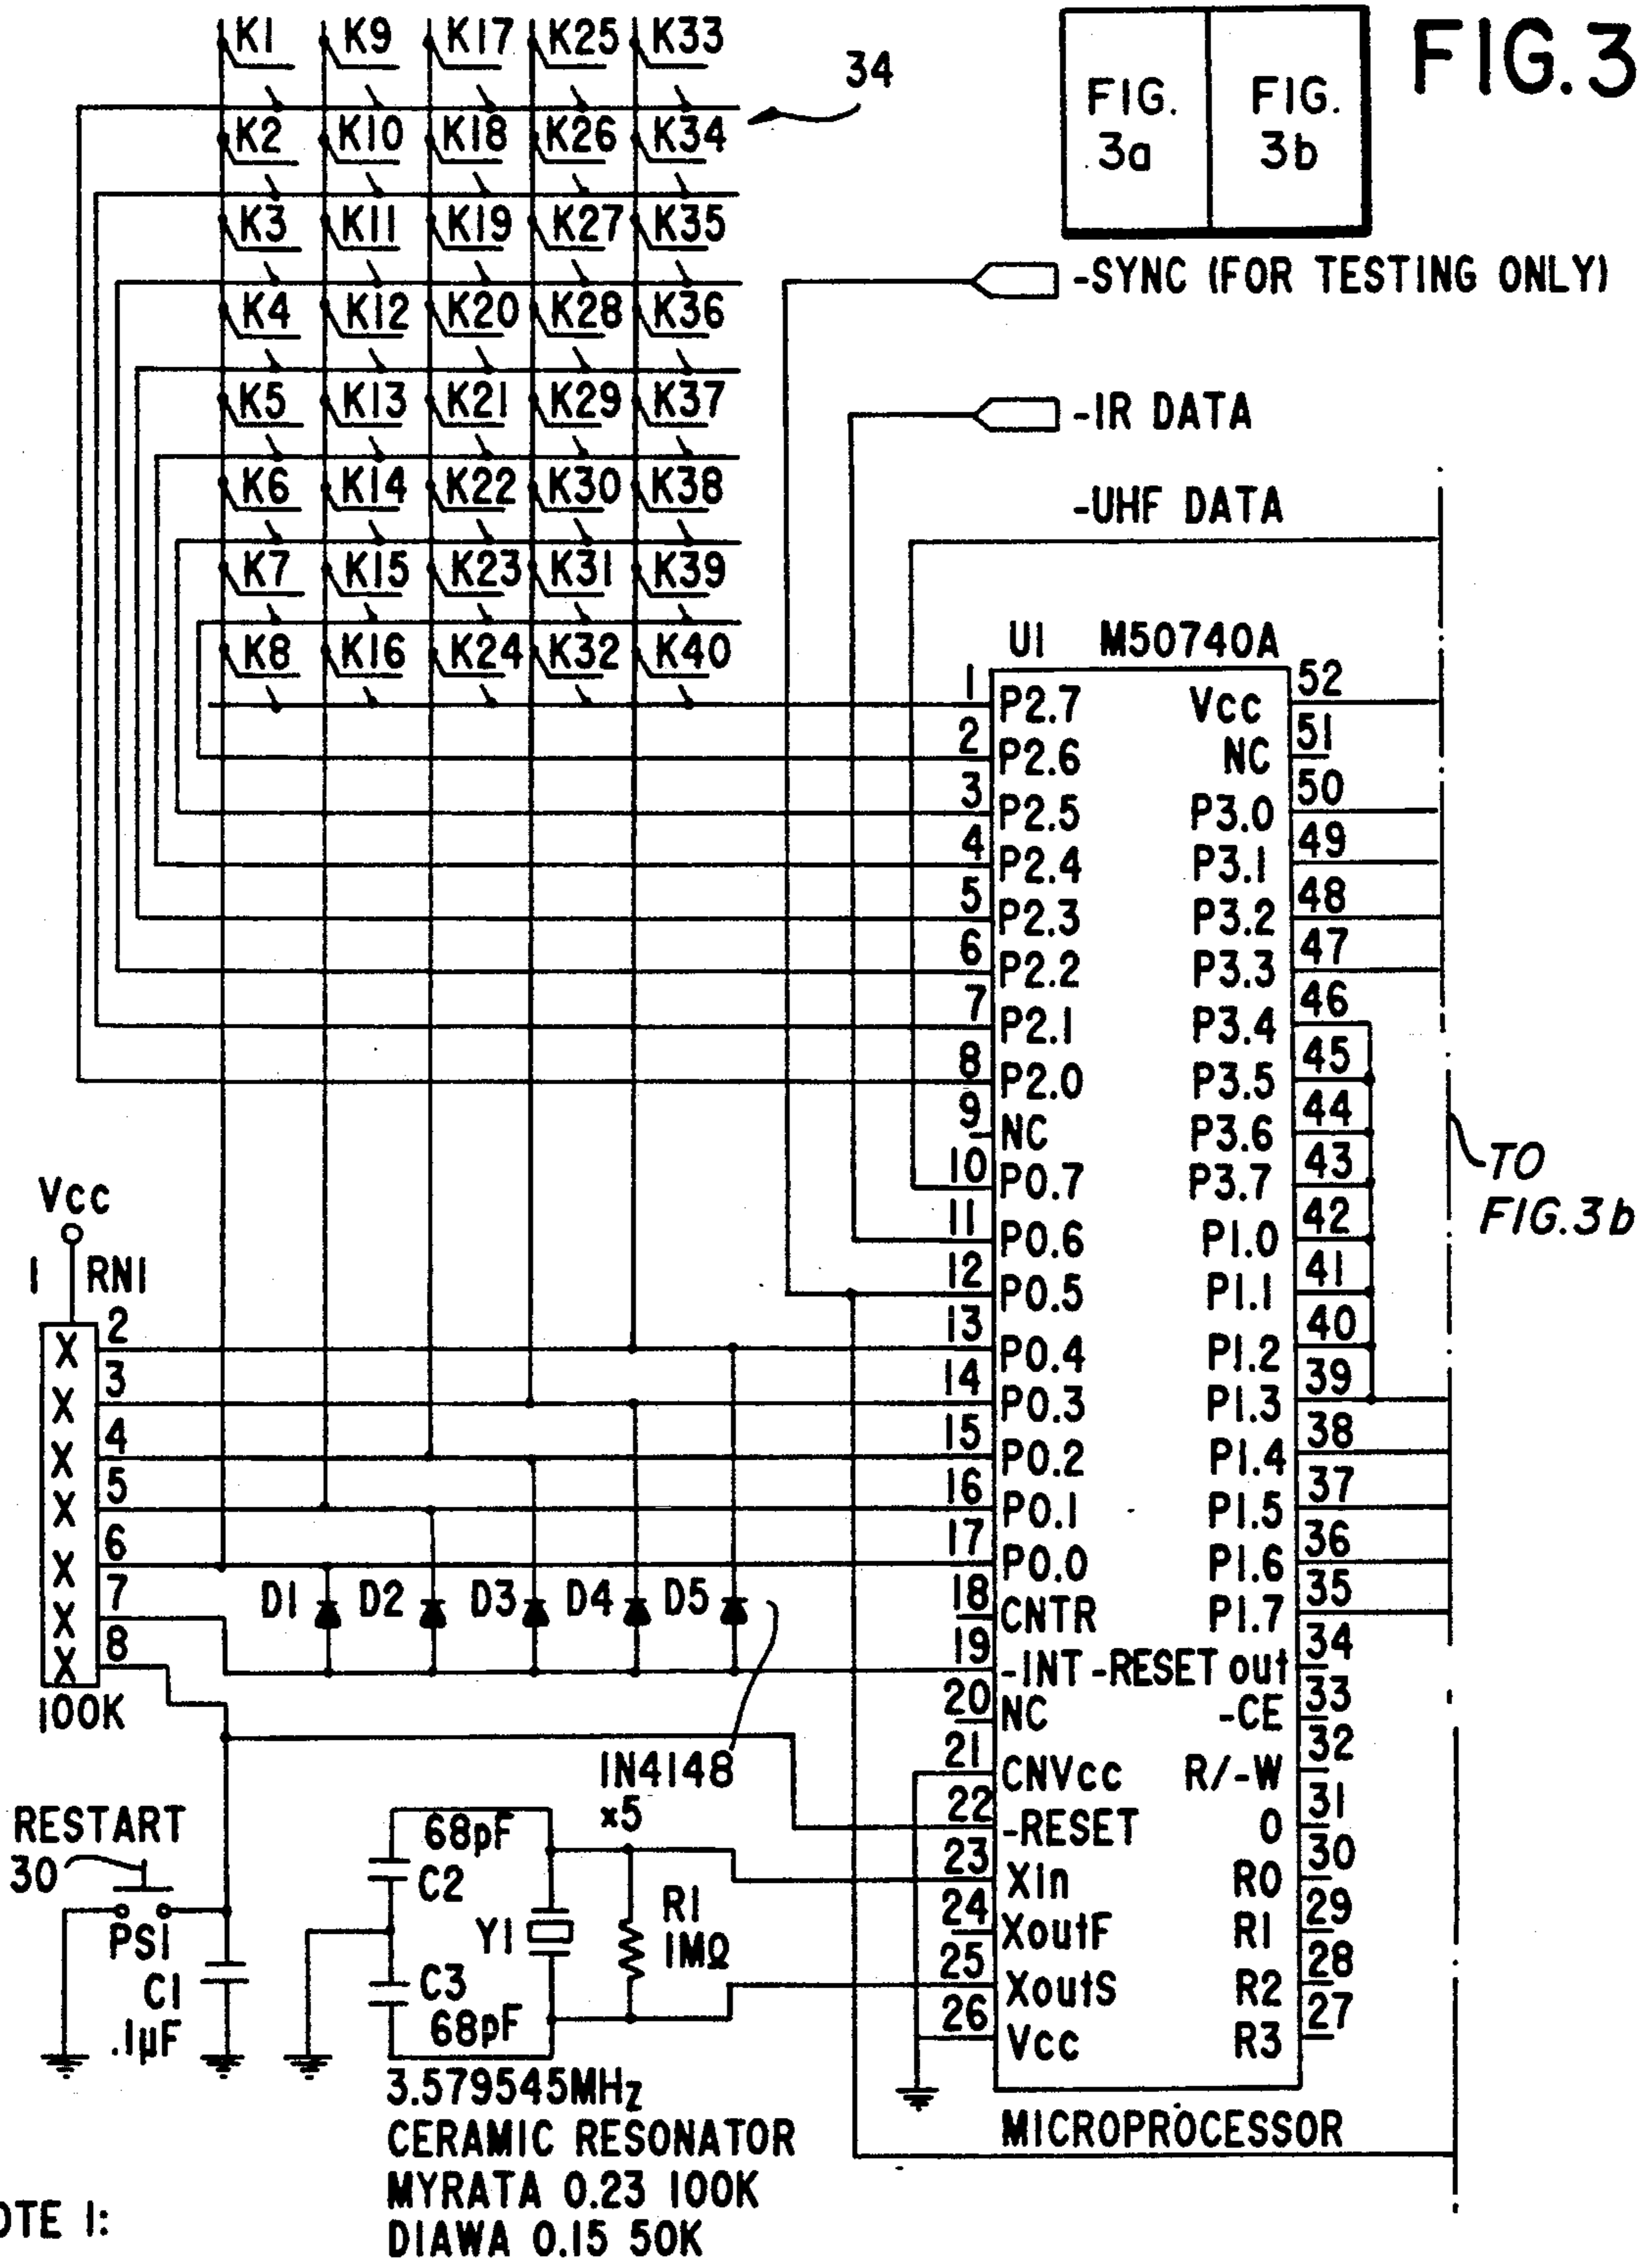 FIG.3
FIG. 3a
FIG. 3b
K1 K9 K17 K25 K33
34
K2 K10 K18 K26 K34
K3 K11 K19 K27 K35
K4 K12 K20 K28 K36
K5 K13 K21 K29 K37
K6 K14 K22 K30 K38
K7 K15 K23 K31 K39
K8 K16 K24 K32 K40
-SYNC (FOR TESTING ONLY)
-IR DATA
-UHF DATA
U1 M50740A
1 P2.7 Vcc 52
2 P2.6 NC 51
3 P2.5 P3.0 50
4 P2.4 P3.1 49
5 P2.3 P3.2 48
6 P2.2 P3.3 47
7 P2.1 P3.4 46
8 P2.0 P3.5 45
9 NC P3.6 44
10 P0.7 P3.7 43
11 P0.6 P1.0 42
12 P0.5 P1.1 41
13 P0.4 P1.2 40
14 P0.3 P1.3 39
15 P0.2 P1.4 38
16 P0.1 P1.5 37
17 P0.0 P1.6 36
18 CNTR P1.7 35
19 -INT -RESET out 34
20 NC -CE 33
21 CNVcc R/-W 32
22 -RESET O 31
23 Xin R0 30
24 XoutF R1 29
25 XoutS R2 28
26 Vcc R3 27
MICROPROCESSOR
TO
FIG.3b
Vcc
1 RN1
X 2
X 3
X 4
X 5
X 6
X 7
X 8
100K
D1 D2 D3 D4 D5
1N4148
x5
RESTART
30
PS1
C1
.1µF
68pF
C2
Y1
R1
1MΩ
C3
68pF
3.579545MHz
CERAMIC RESONATOR
MYRATA 0.23 100K
DIAWA 0.15 50K
OTE 1: